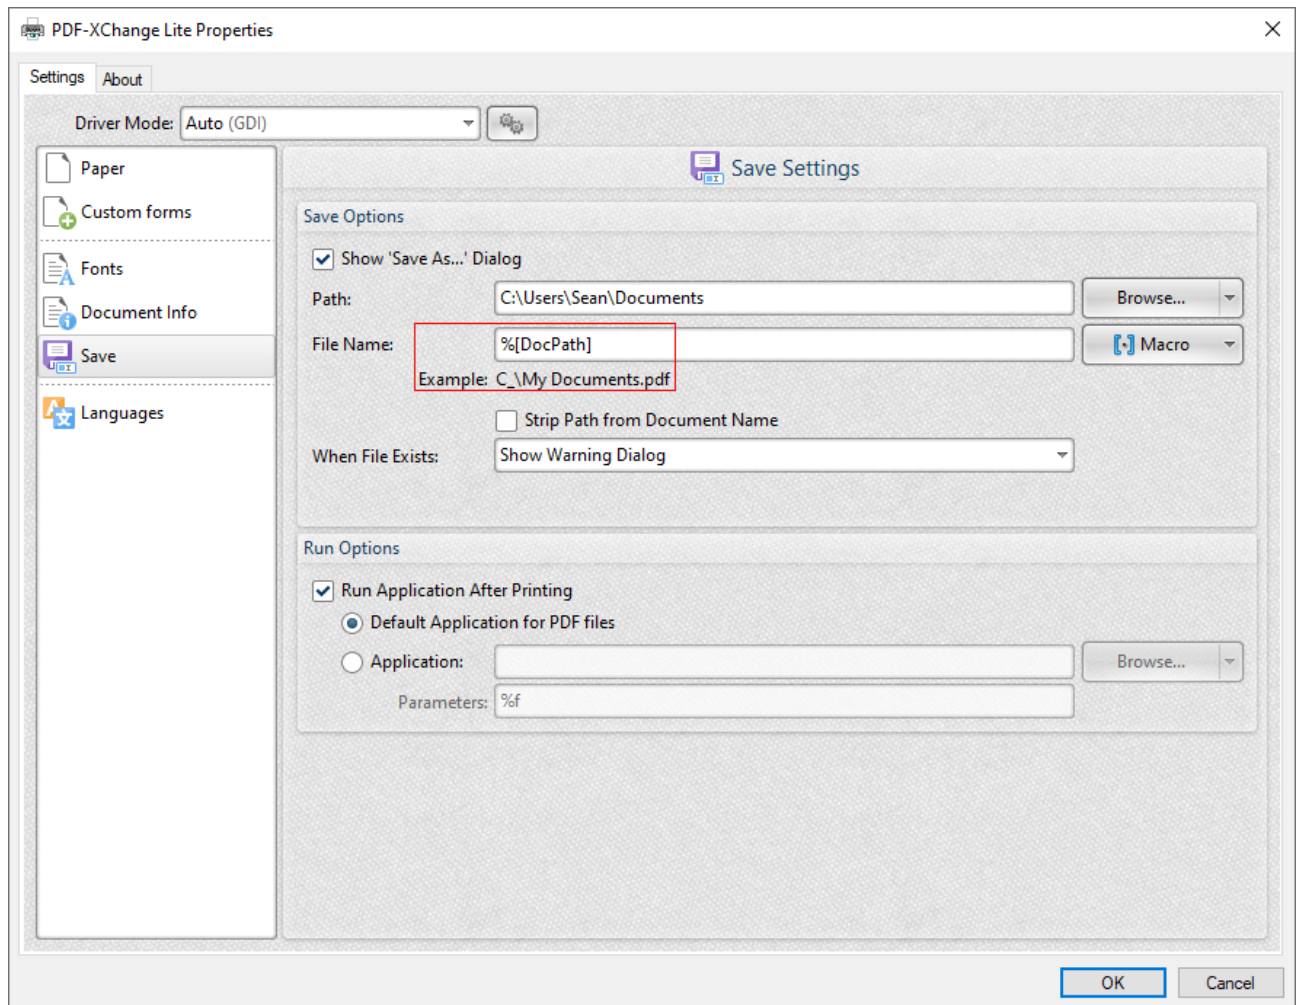 PDF-XChange Lite Properties
Settings About
Driver Mode: Auto (GDI)
Paper
Custom forms
Fonts
Document Info
Save
Languages
Save Settings
Save Options
Show 'Save As...' Dialog
Path: C:\Users\Sean\Documents Browse...
File Name: %[DocPath] Macro
Example: C_\My Documents.pdf
Strip Path from Document Name
When File Exists: Show Warning Dialog
Run Options
Run Application After Printing
Default Application for PDF files
Application: Browse...
Parameters: %f
OK Cancel